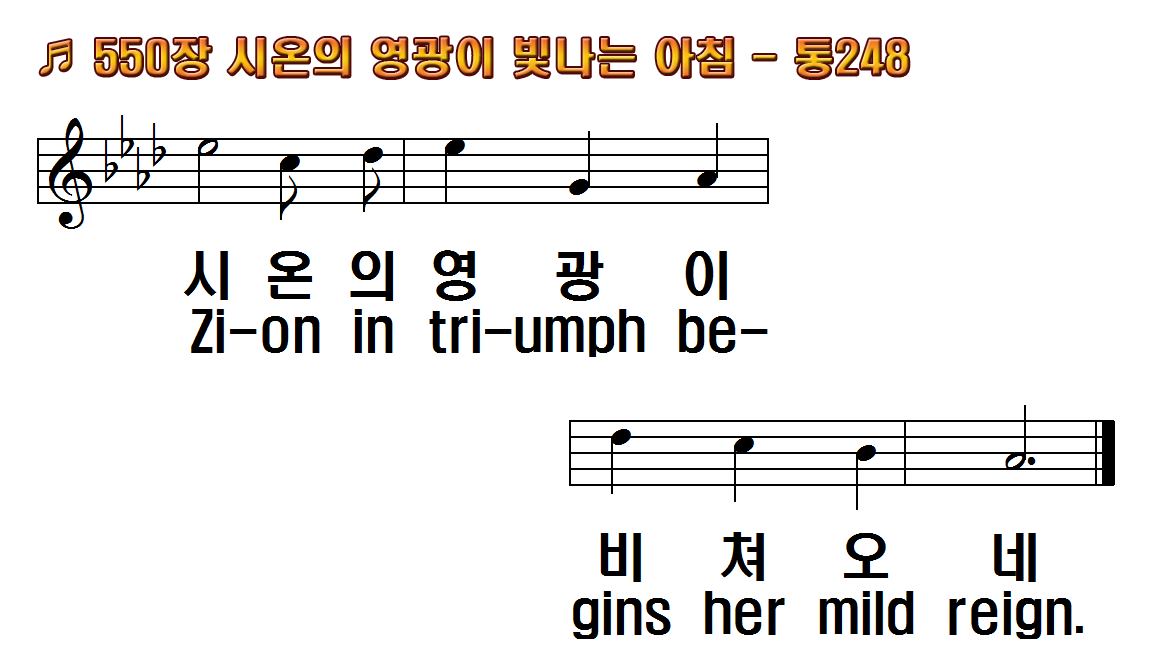 ♬ 550장 시온의 영광이 빛나는 아침 - 통248
시 온 의 영 광 이
Zi-on in tri-umph be-
비 쳐 오 네
gins her mild reign.